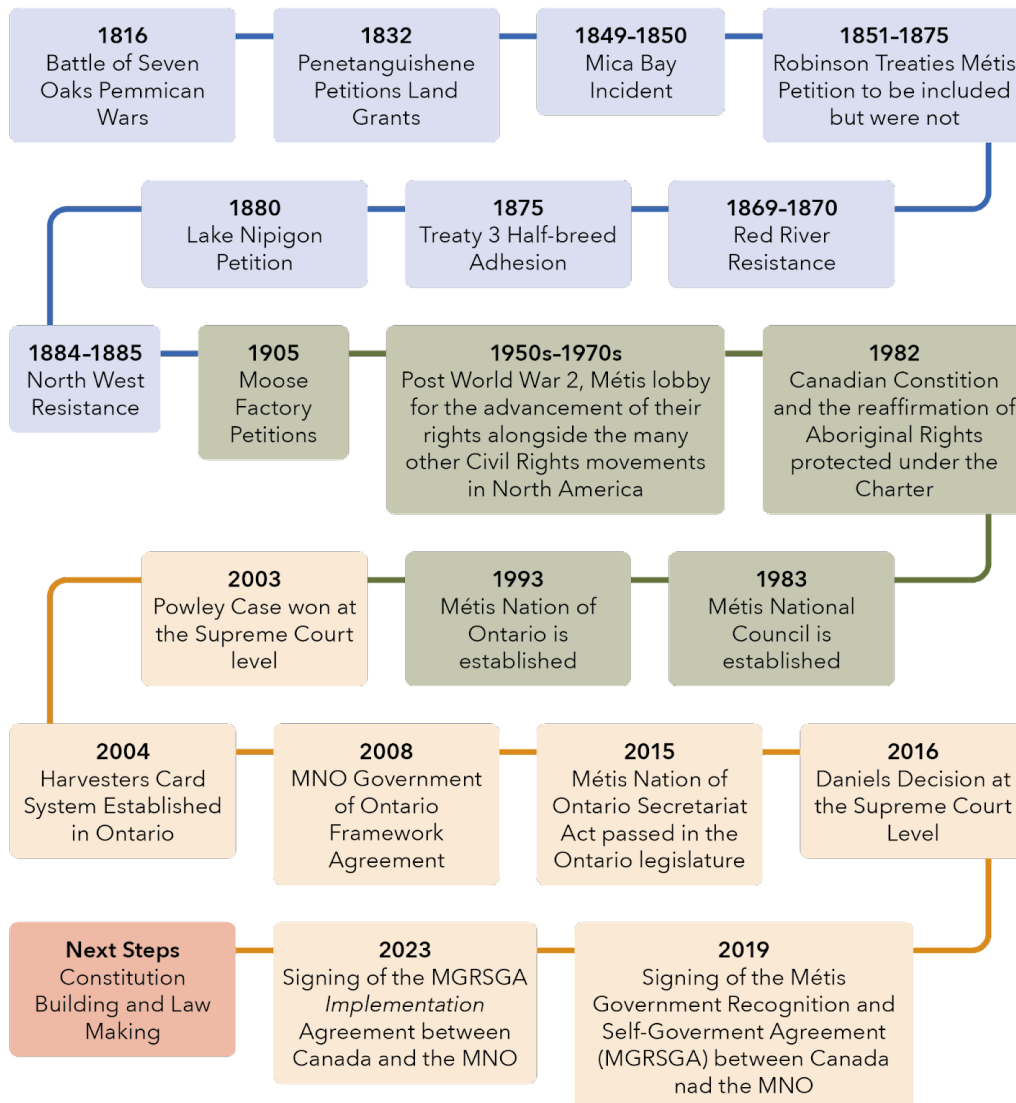 1816
Battle of Seven
Oaks Pemmican
Wars
1832
Penetanguishene
Petitions Land
Grants
1849–1850
Mica Bay
Incident
1851–1875
Robinson Treaties Métis
Petition to be included
but were not
1869–1870
Red River
Resistance
1875
Treaty 3 Half-breed
Adhesion
1880
Lake Nipigon
Petition
1884–1885
North West
Resistance
1905
Moose
Factory
Petitions
1950s–1970s
Post World War 2, Métis lobby
for the advancement of their
rights alongside the many
other Civil Rights movements
in North America
1982
Canadian Constition
and the reaffirmation of
Aboriginal Rights
protected under the
Charter
1983
Métis National
Council is
established
1993
Métis Nation of
Ontario is
established
2003
Powley Case won at
the Supreme Court
level
2004
Harvesters Card
System Established
in Ontario
2008
MNO Government
of Ontario
Framework
Agreement
2015
Métis Nation of
Ontario Secretariat
Act passed in the
Ontario legislature
2016
Daniels Decision at
the Supreme Court
Level
2019
Signing of the Métis
Government Recognition and
Self-Goverment Agreement
(MGRSGA) between Canada
nad the MNO
2023
Signing of the MGRSGA
Implementation
Agreement between
Canada and the MNO
Next Steps
Constitution
Building and Law
Making